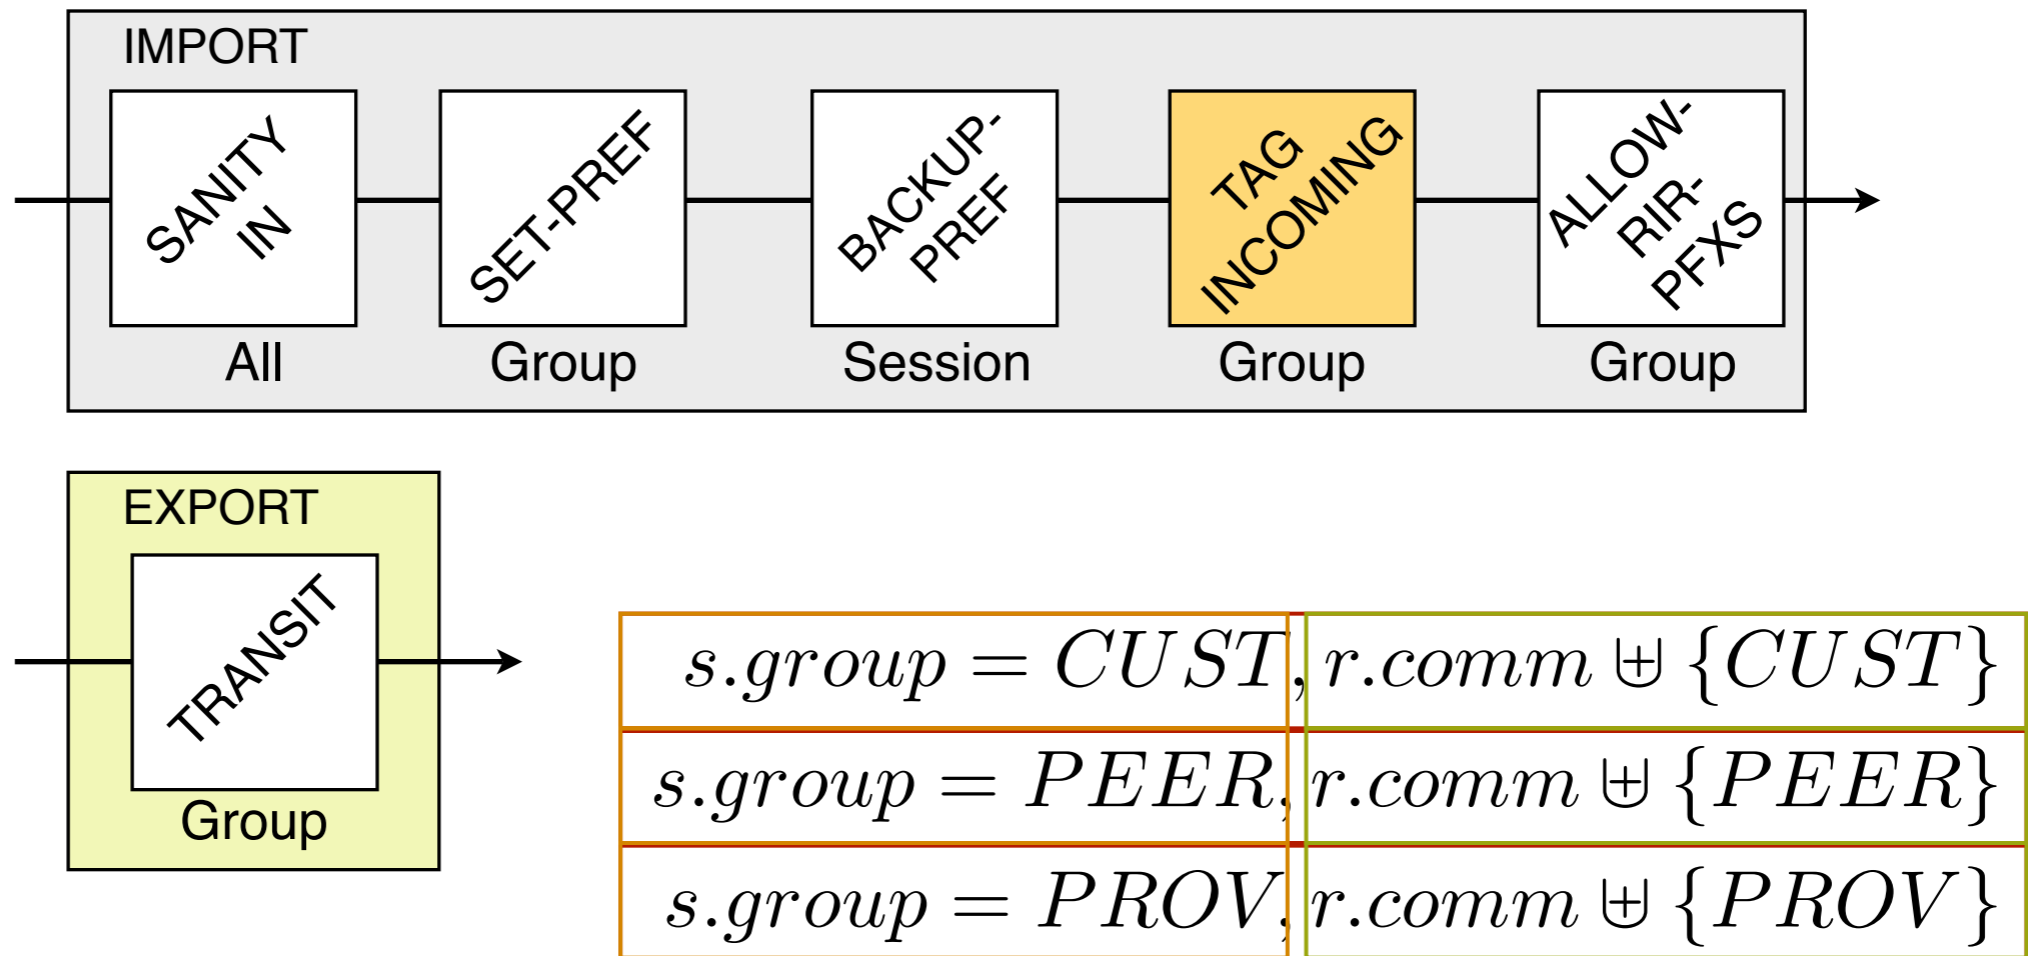 IMPORT
SANITY
IN
SET-PREF
BACKUP-
PREF
TAG
INCOMING
ALLOW-
RIR-
PFXS
All
Group
Session
Group
Group
EXPORT
TRANSIT
Group
s.group = CUST, r.comm ⊎ {CUST}
s.group = PEER, r.comm ⊎ {PEER}
s.group = PROV, r.comm ⊎ {PROV}